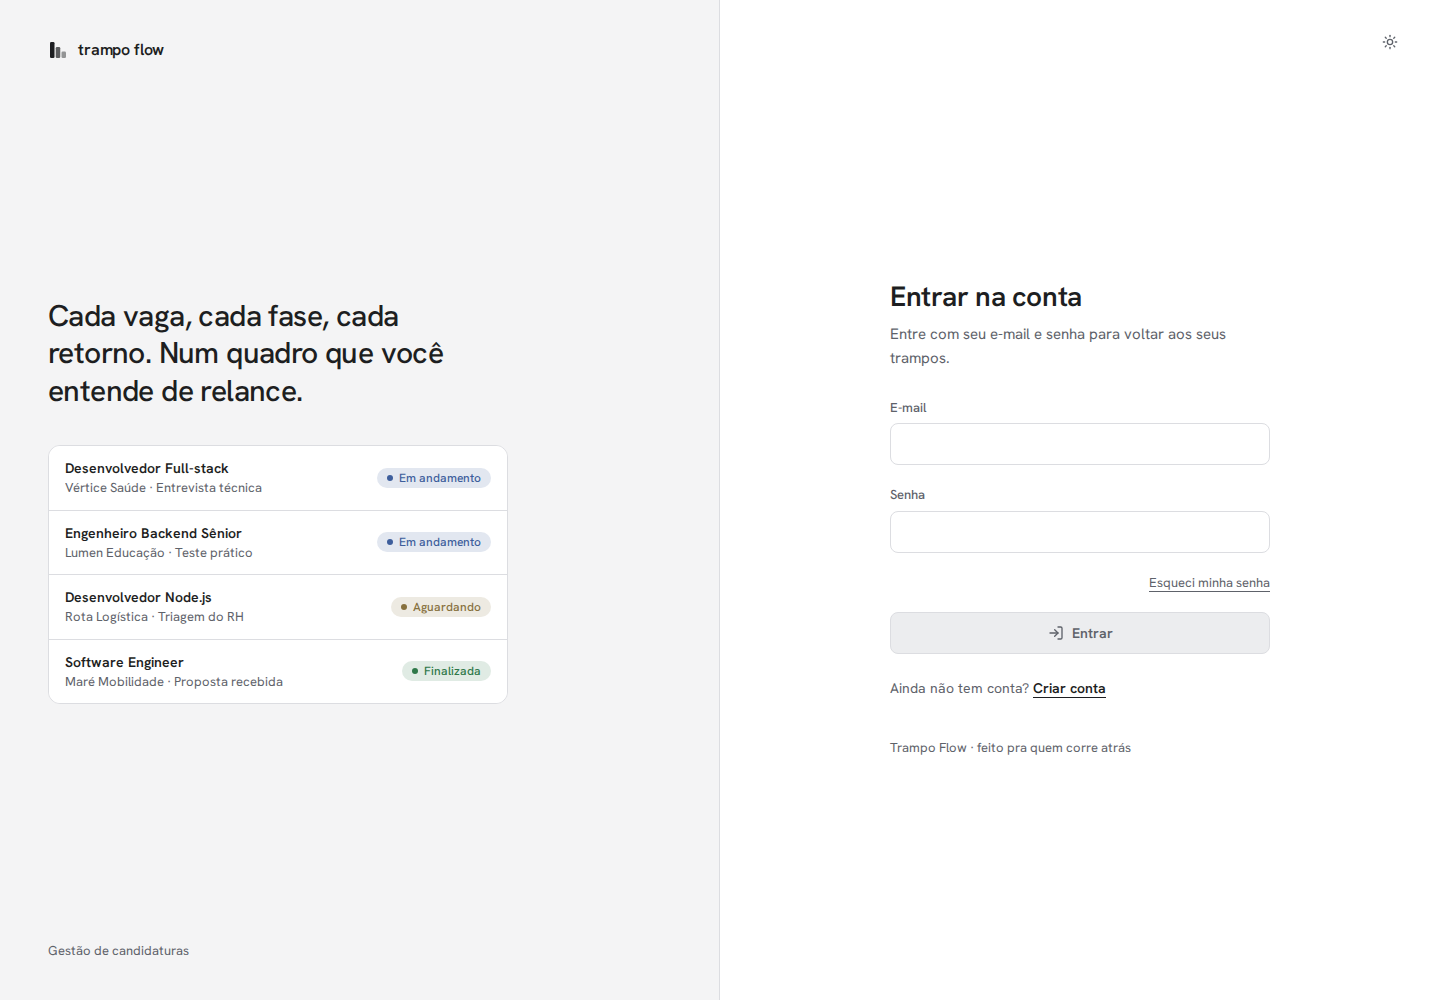 trampo flow
Cada vaga, cada fase, cada
retorno. Num quadro que você
entende de relance.
Desenvolvedor Full-stack
Vértice Saúde · Entrevista técnica
Em andamento
Engenheiro Backend Sênior
Lumen Educação · Teste prático
Em andamento
Desenvolvedor Node.js
Rota Logística · Triagem do RH
Aguardando
Software Engineer
Maré Mobilidade · Proposta recebida
Finalizada
Gestão de candidaturas
Entrar na conta
Entre com seu e-mail e senha para voltar aos seus
trampos.
E-mail
Senha
Esqueci minha senha
Entrar
Ainda não tem conta? Criar conta
Trampo Flow · feito pra quem corre atrás